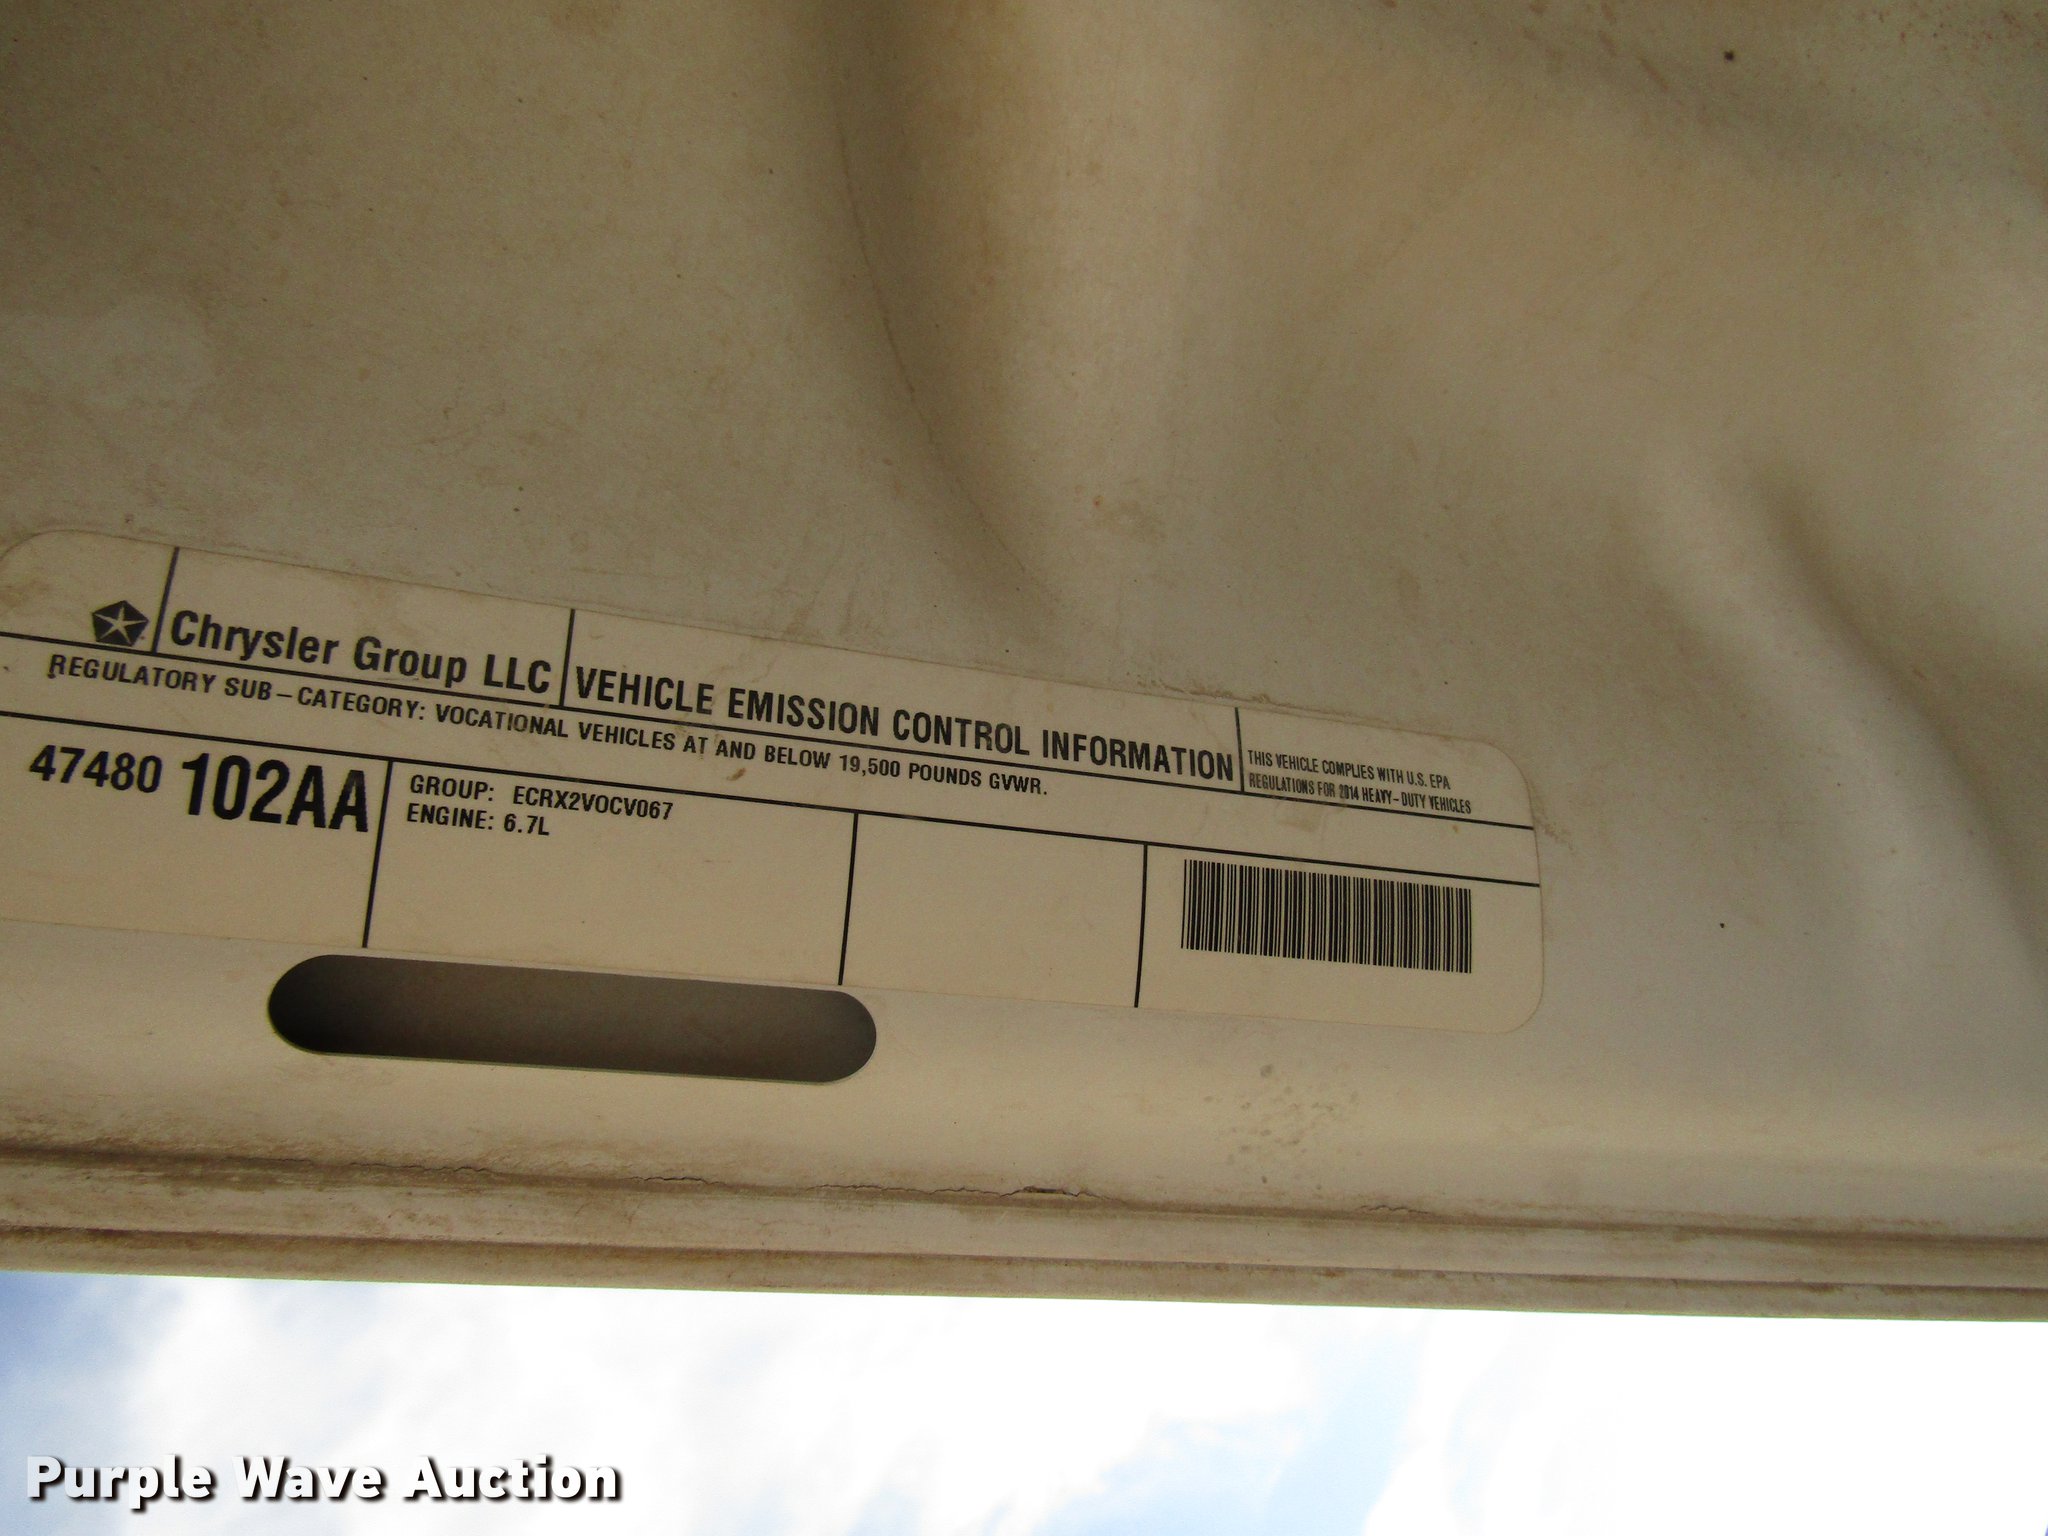 Chrysler Group LLC
VEHICLE EMISSION CONTROL INFORMATION
THIS VEHICLE COMPLIES WITH U.S. EPA
REGULATIONS FOR 2014 HEAVY-DUTY VEHICLES
REGULATORY SUB-CATEGORY: VOCATIONAL VEHICLES AT AND BELOW 19,500 POUNDS GVWR.
47480 102AA
GROUP: ECRX2VOCV067
ENGINE: 6.7L
Purple Wave Auction